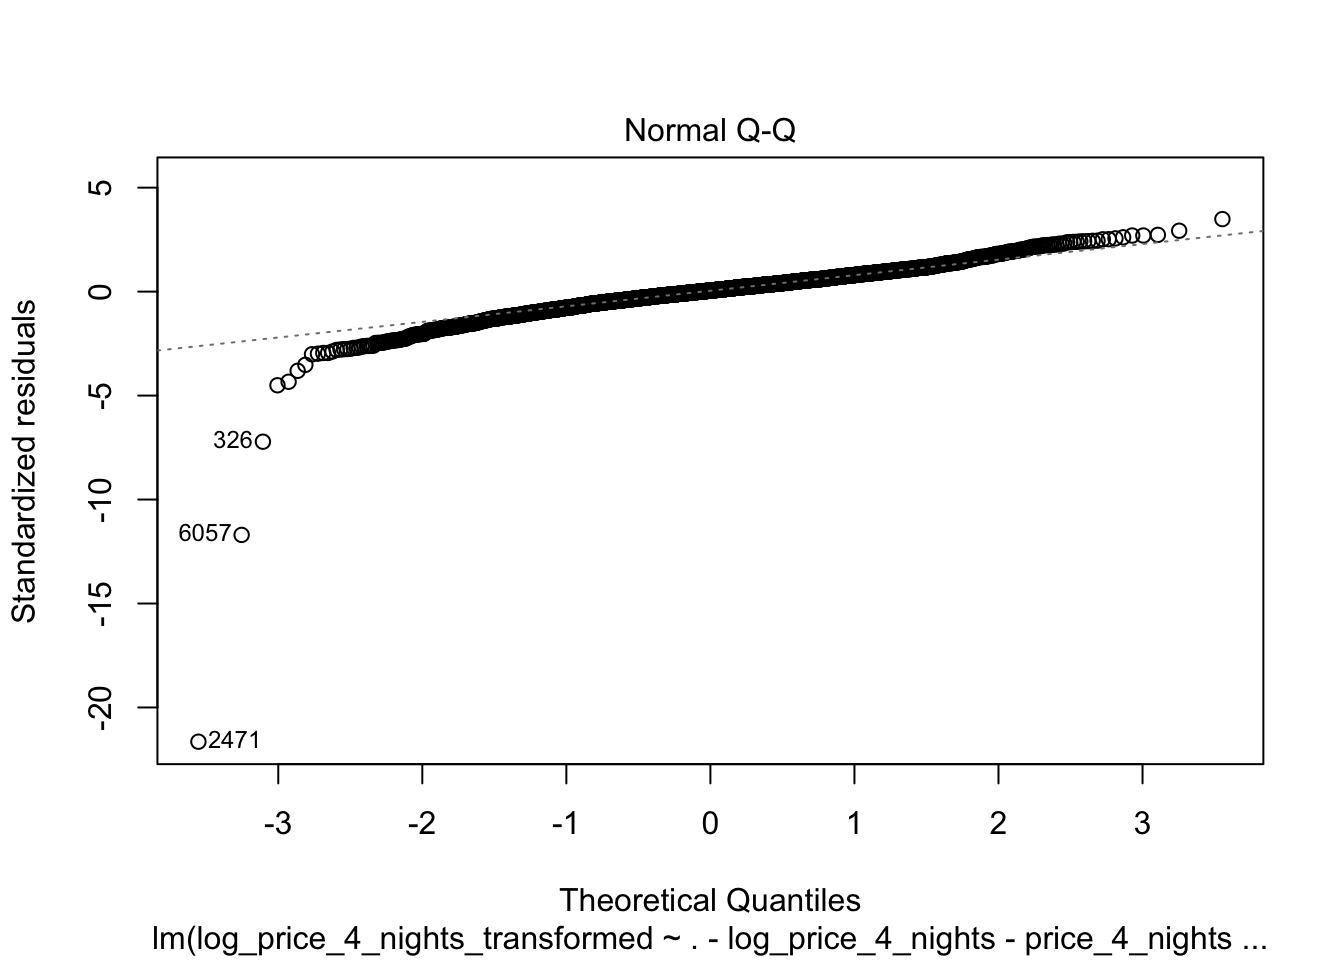 Normal Q-Q
Standardized residuals
5
0
-5
-10
-15
-20
326
6057
2471
-3 -2 -1 0 1 2 3
Theoretical Quantiles
lm(log_price_4_nights_transformed ~ . - log_price_4_nights - price_4_nights ...